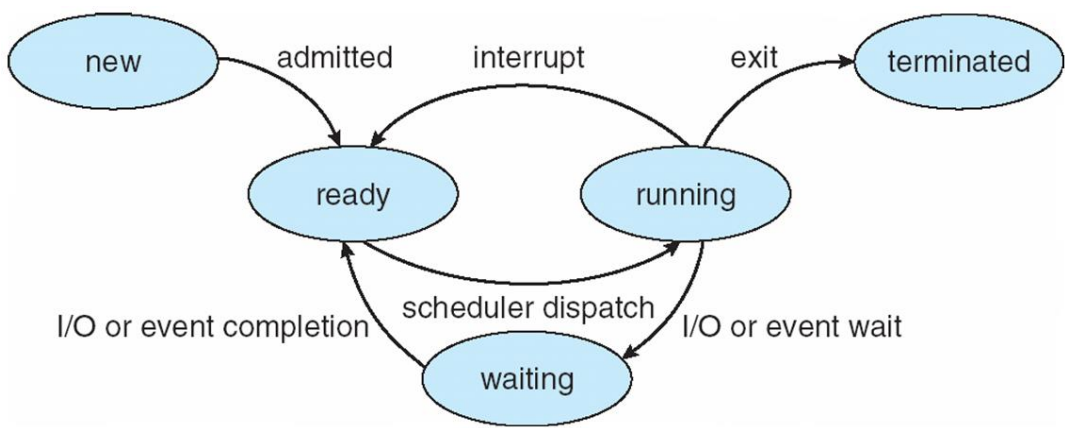 new
admitted
interrupt
exit
terminated
ready
running
scheduler dispatch
I/O or event completion
I/O or event wait
waiting